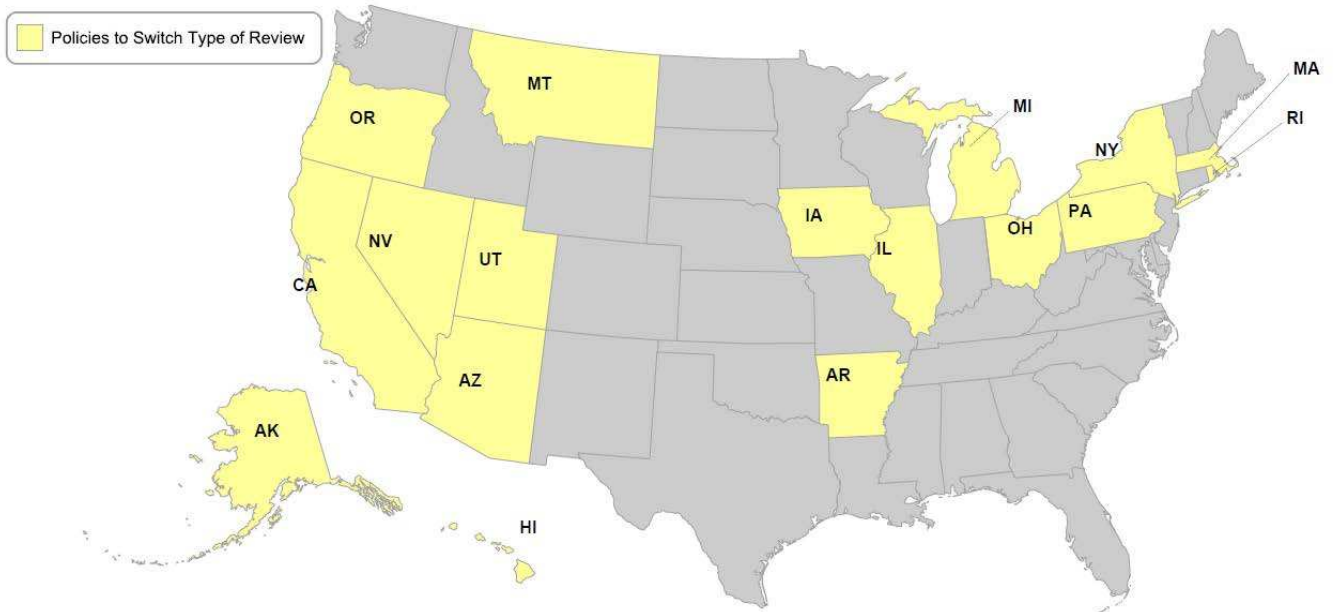 Policies to Switch Type of Review
MT
MA
MI
OR
RI
NY
IA
PA
OH
NV
IL
UT
CA
AR
AZ
AK
HI